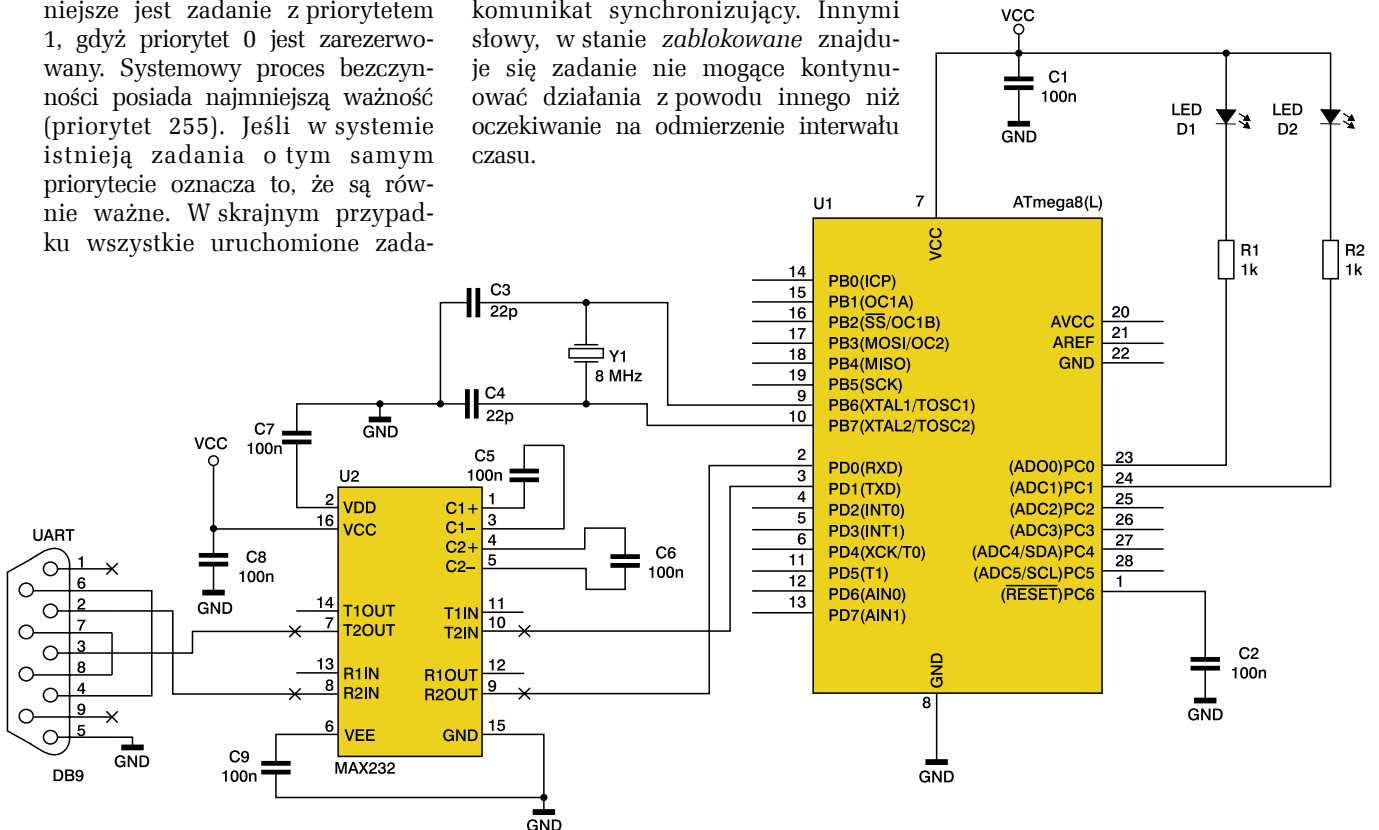 niejsze jest zadanie z priorytetem
1, gdyż priorytet 0 jest zarezerwo-
wany. Systemowy proces bezczyn-
ności posiada najmniejszą ważność
(priorytet 255). Jeśli w systemie
istnieją zadania o tym samym
priorytecie oznacza to, że są rów-
nie ważne. W skrajnym przypad-
ku wszystkie uruchomione zada-
komunikat synchronizujący. Innymi
słowy, w stanie zablokowane znajdu-
je się zadanie nie mogące kontynu-
ować działania z powodu innego niż
oczekiwanie na odmierzenie interwału
czasu.
VCC
C1
100n
GND
LED
D1
LED
D2
R1
1k
R2
1k
U1
7
ATmega8(L)
VCC
14
PB0(ICP)
15
PB1(OC1A)
16
PB2(SS/OC1B)
17
PB3(MOSI/OC2)
18
PB4(MISO)
19
PB5(SCK)
9
PB6(XTAL1/TOSC1)
10
PB7(XTAL2/TOSC2)
2
PD0(RXD)
3
PD1(TXD)
4
PD2(INT0)
5
PD3(INT1)
6
PD4(XCK/T0)
11
PD5(T1)
12
PD6(AIN0)
13
PD7(AIN1)
AVCC
20
AREF
21
GND
22
(ADO0)PC0
23
(ADC1)PC1
24
(ADC2)PC2
25
(ADC3)PC3
26
(ADC4/SDA)PC4
27
(ADC5/SCL)PC5
28
(RESET)PC6
1
GND
8
GND
C2
100n
GND
C3
22p
Y1
8 MHz
C4
22p
GND
C7
100n
VCC
C8
100n
GND
U2
C5
100n
C6
100n
2
VDD
16
VCC
14
T1OUT
7
T2OUT
13
R1IN
8
R2IN
6
VEE
C1+
1
C1–
3
C2+
4
C2–
5
T1IN
11
T2IN
10
R1OUT
12
R2OUT
9
GND
15
MAX232
C9
100n
GND
UART
1
6
2
7
3
8
4
9
5
GND
DB9